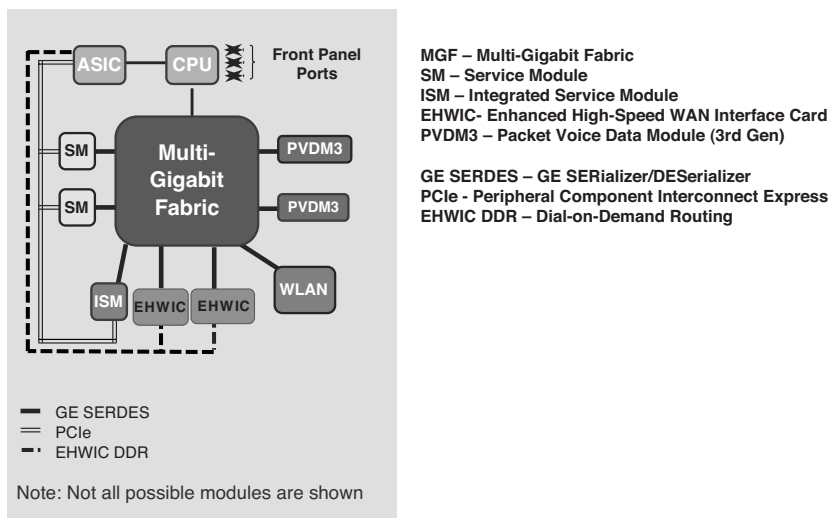 ASIC
CPU
Front Panel
Ports
SM
Multi-
Gigabit
Fabric
PVDM3
SM
PVDM3
ISM
EHWIC
EHWIC
WLAN
GE SERDES
PCIe
EHWIC DDR
Note: Not all possible modules are shown
MGF – Multi-Gigabit Fabric
SM – Service Module
ISM – Integrated Service Module
EHWIC- Enhanced High-Speed WAN Interface Card
PVDM3 – Packet Voice Data Module (3rd Gen)
GE SERDES – GE SERializer/DESerializer
PCIe - Peripheral Component Interconnect Express
EHWIC DDR – Dial-on-Demand Routing